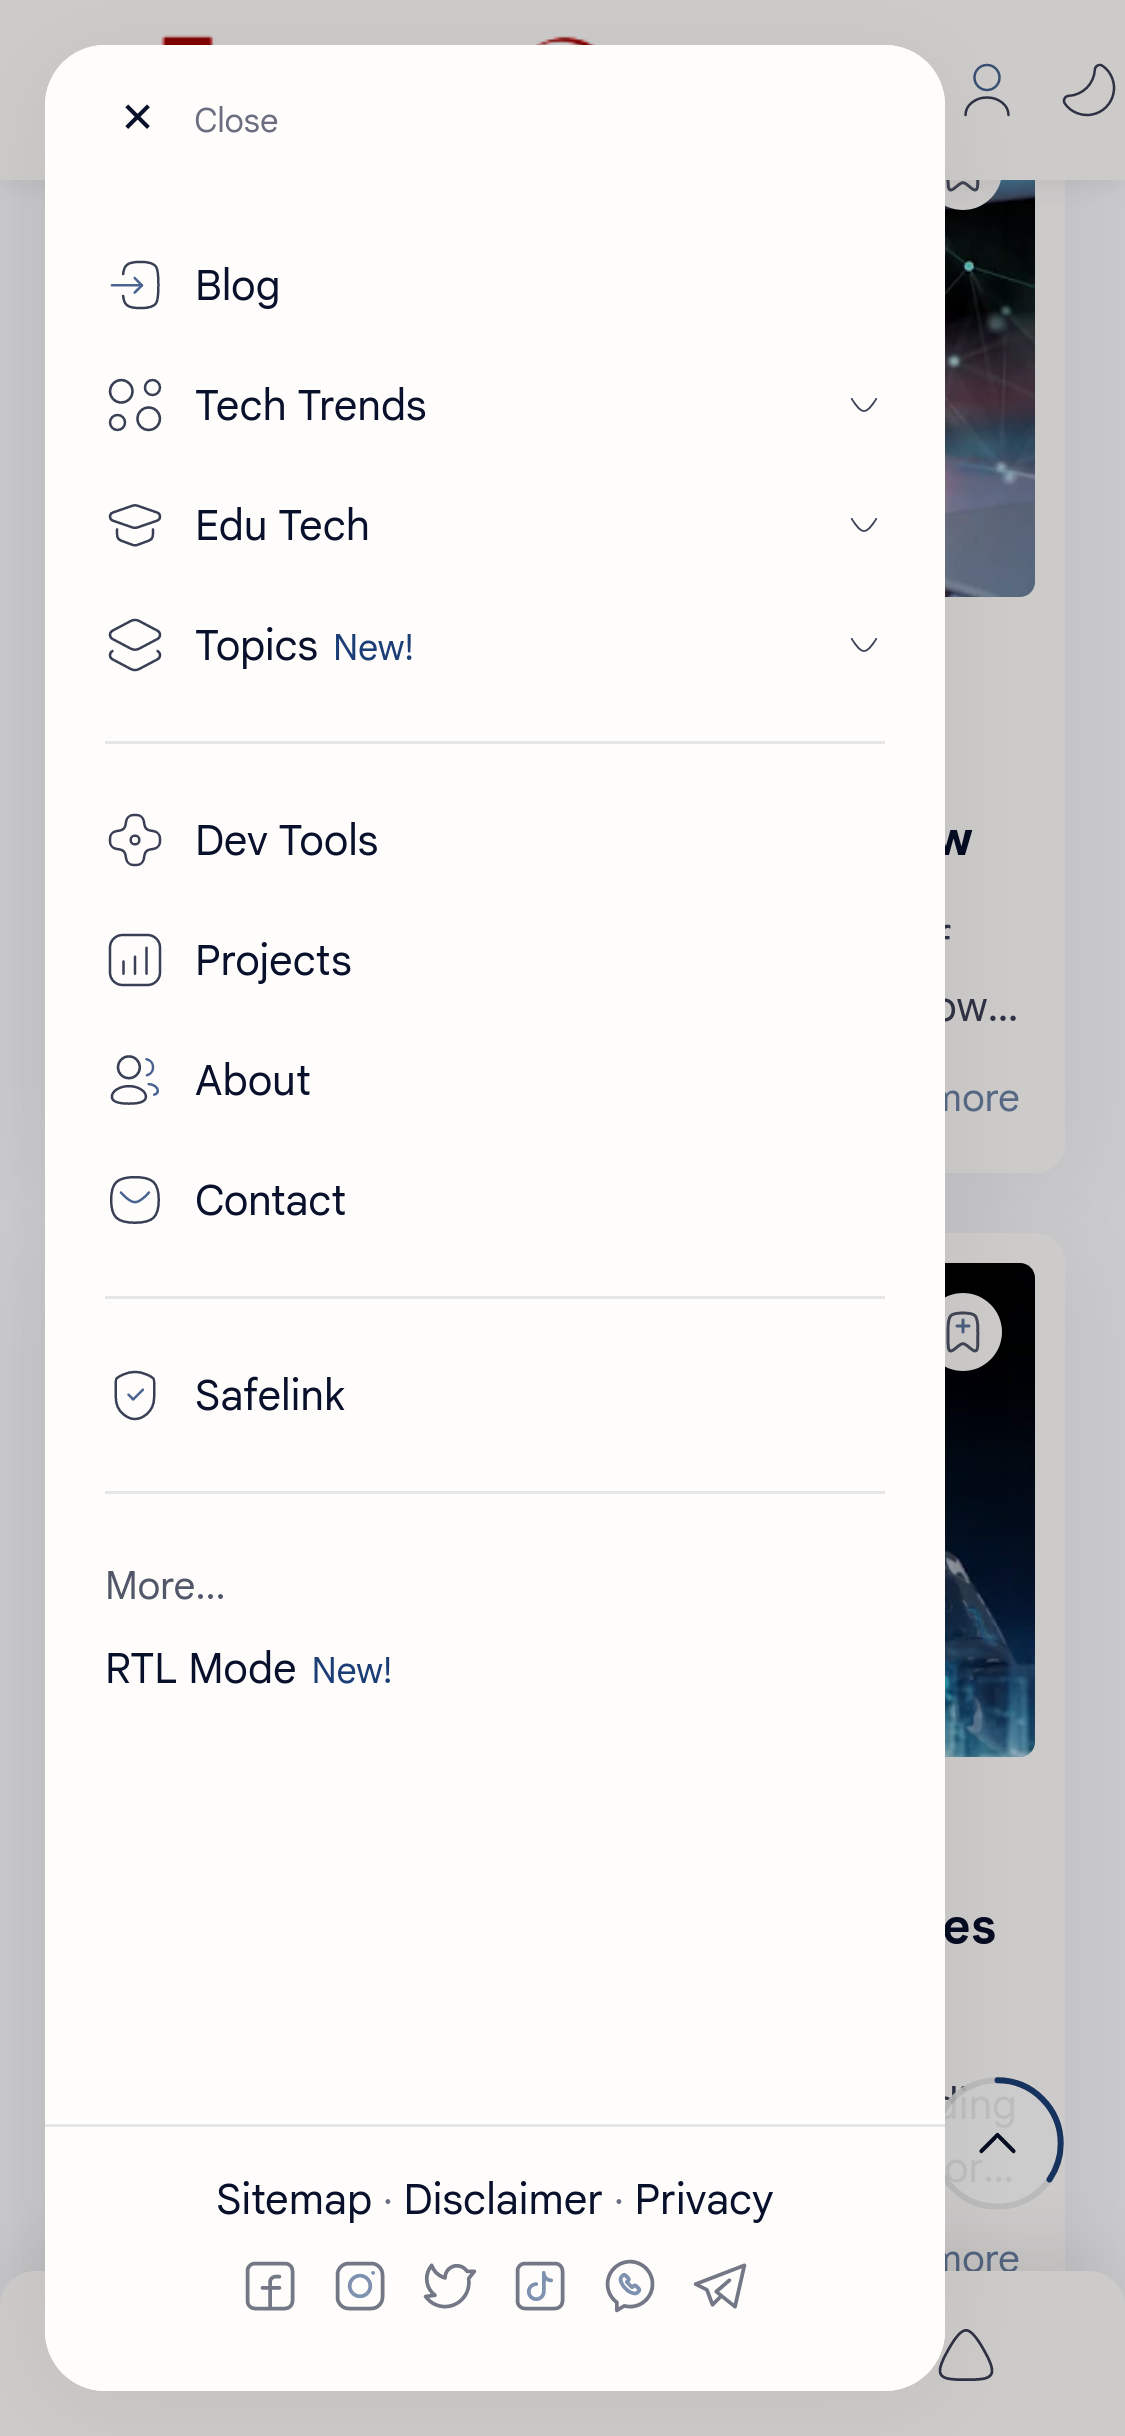 Close
Blog
Tech Trends
Edu Tech
Topics New!
Dev Tools
Projects
About
Contact
Safelink
More...
RTL Mode New!
Sitemap · Disclaimer · Privacy